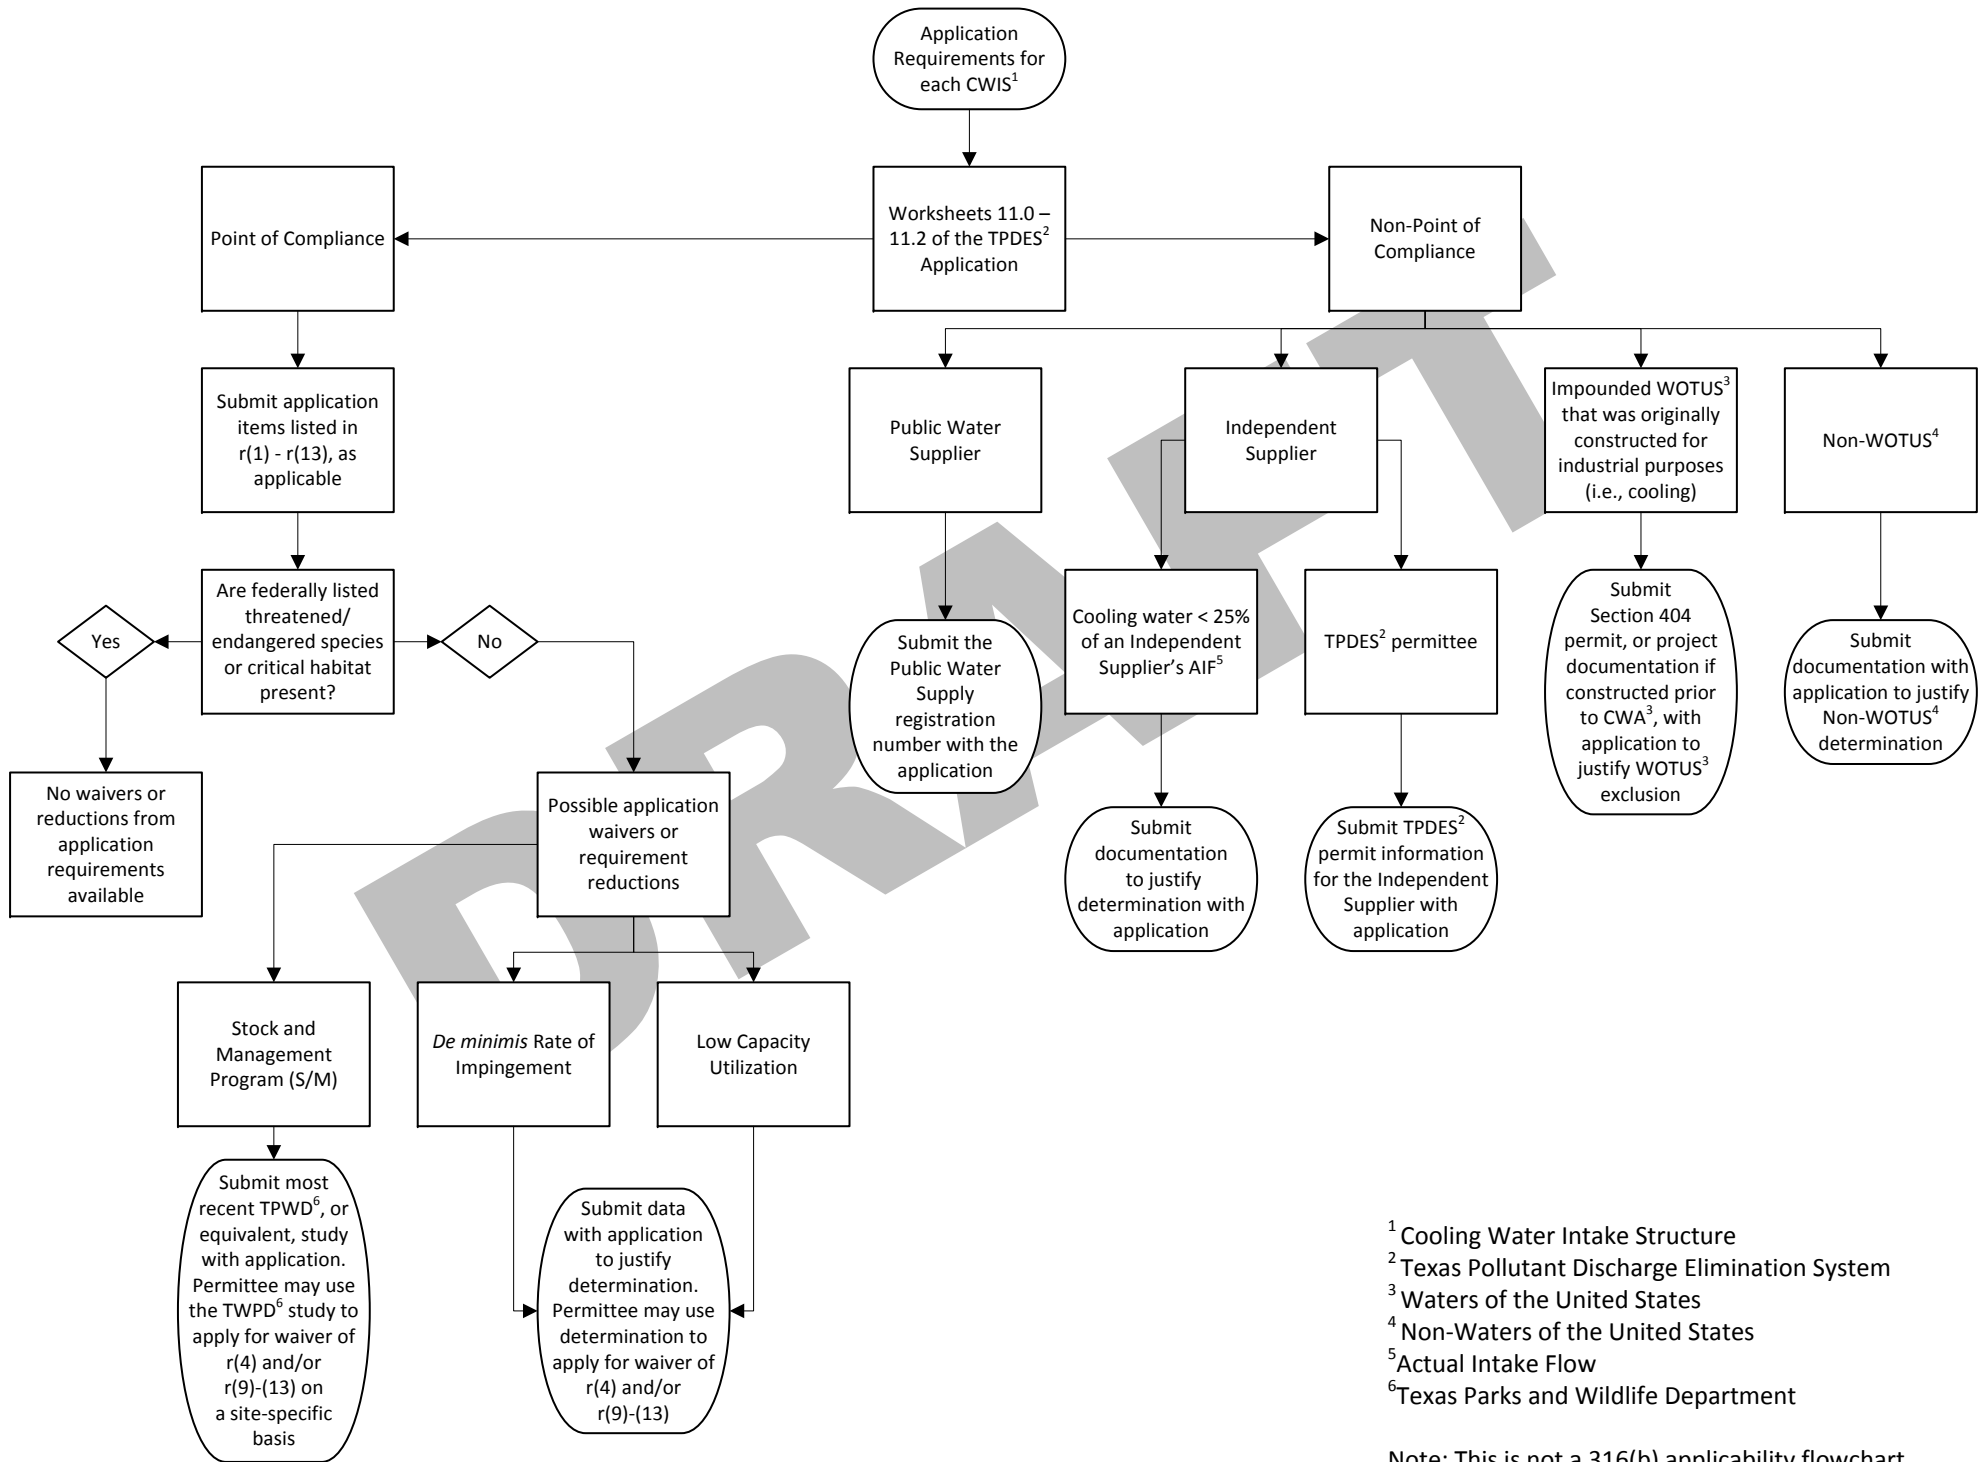 Application
Requirements for
each CWIS1
Point of Compliance
Worksheets 11.0 –
11.2 of the TPDES2
Application
Non-Point of
Compliance
Submit application
items listed in
r(1) - r(13), as
applicable
Public Water
Supplier
Independent
Supplier
Impounded WOTUS3
that was originally
constructed for
industrial purposes
(i.e., cooling)
Non-WOTUS4
Yes
Are federally listed
threatened/
endangered species
or critical habitat
present?
No
Submit the
Public Water
Supply
registration
number with the
application
Cooling water < 25%
of an Independent
Supplier’s AIF5
TPDES2 permittee
Submit
Section 404
permit, or project
documentation if
constructed prior
to CWA3, with
application to
justify WOTUS3
exclusion
Submit
documentation with
application to justify
Non-WOTUS4
determination
No waivers or
reductions from
application
requirements
available
Possible application
waivers or
requirement
reductions
Submit
documentation
to justify
determination with
application
Submit TPDES2
permit information
for the Independent
Supplier with
application
Stock and
Management
Program (S/M)
De minimis Rate of
Impingement
Low Capacity
Utilization
Submit most
recent TPWD6, or
equivalent, study
with application.
Permittee may use
the TWPD6 study to
apply for waiver of
r(4) and/or
r(9)-(13) on
a site-specific
basis
Submit data
with application
to justify
determination.
Permittee may use
determination to
apply for waiver of
r(4) and/or
r(9)-(13)
1 Cooling Water Intake Structure
2 Texas Pollutant Discharge Elimination System
3 Waters of the United States
4 Non-Waters of the United States
5Actual Intake Flow
6Texas Parks and Wildlife Department
Note: This is not a 316(b) applicability flowchart
DRAFT